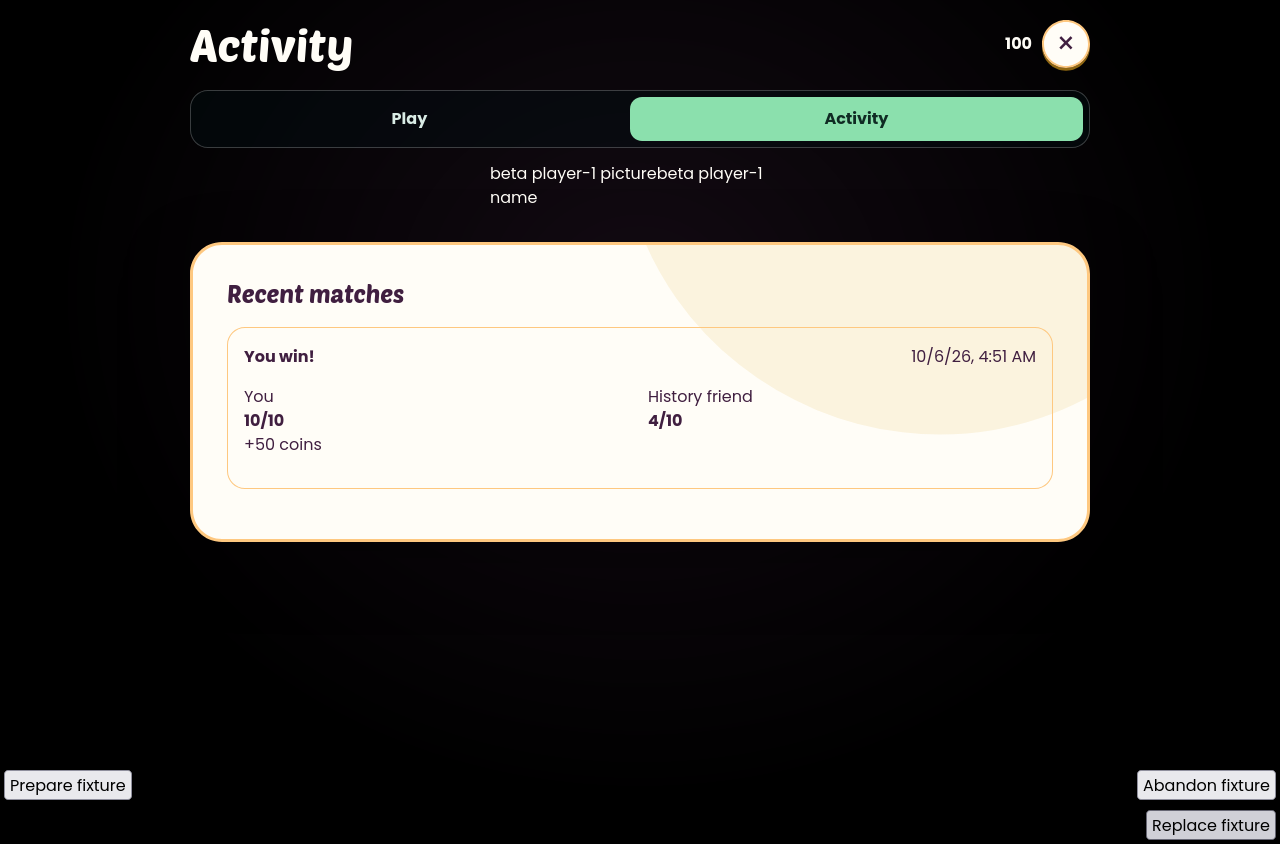 Activity
100 ×
Play
Activity
beta player-1 picturebeta player-1
name
Recent matches
You win!
10/6/26, 4:51 AM
You
10/10
+50 coins
History friend
4/10
Prepare fixture
Abandon fixture
Replace fixture